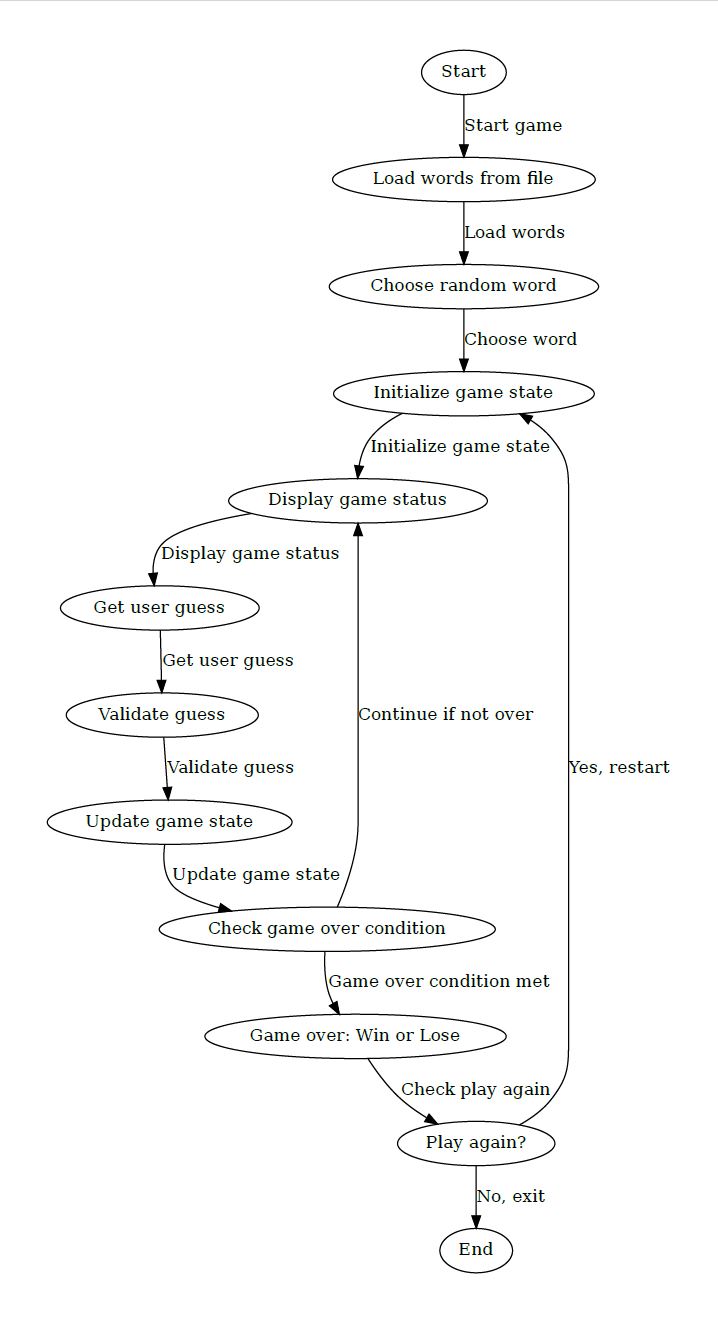 Start
Start game
Load words from file
Load words
Choose random word
Choose word
Initialize game state
Initialize game state
Display game status
Display game status
Get user guess
Get user guess
Validate guess
Continue if not over
Validate guess
Yes, restart
Update game state
Update game state
Check game over condition
Game over condition met
Game over: Win or Lose
Check play again
Play again?
No, exit
End